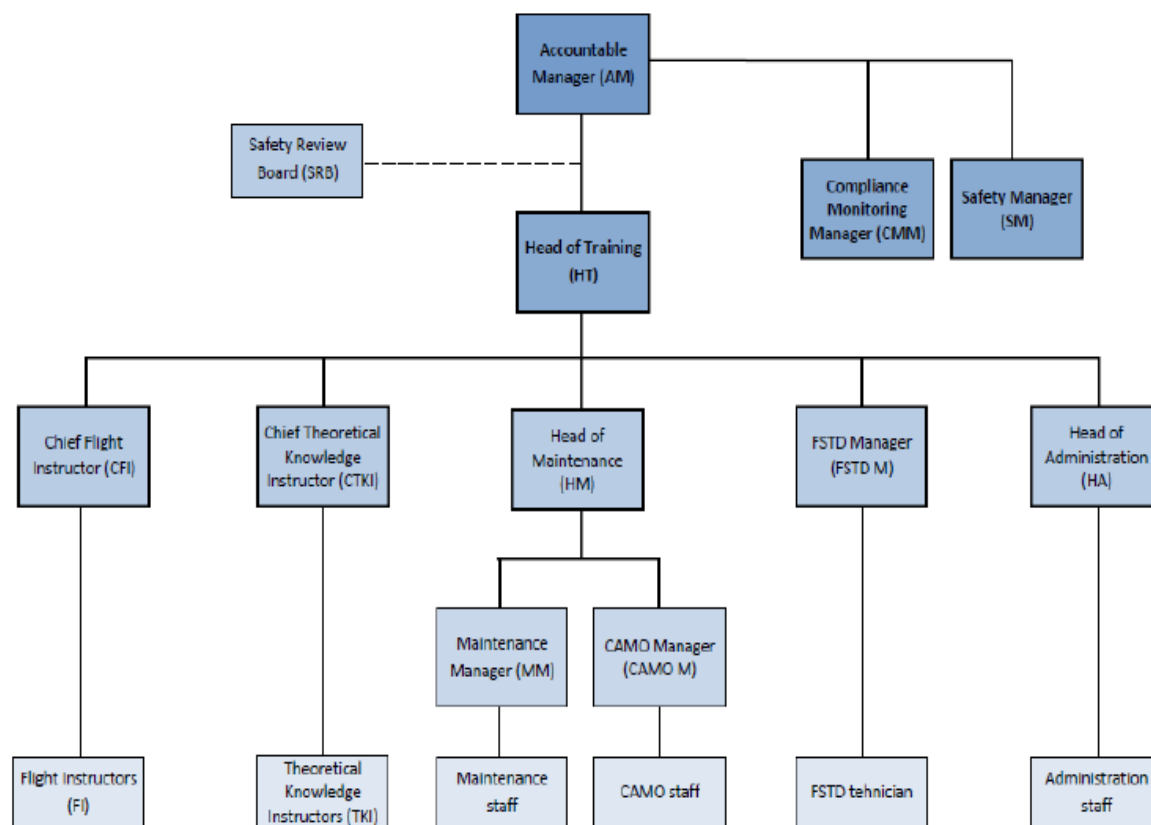 Accountable
Manager (AM)
Safety Review
Board (SRB)
Compliance
Monitoring
Manager (CMM)
Safety Manager
(SM)
Head of Training
(HT)
Chief Flight
Instructor (CFI)
Chief Theoretical
Knowledge
Instructor (CTKI)
Head of
Maintenance
(HM)
FSTD Manager
(FSTD M)
Head of
Administration
(HA)
Maintenance
Manager (MM)
CAMO Manager
(CAMO M)
Flight Instructors
(FI)
Theoretical
Knowledge
Instructors (TKI)
Maintenance
staff
CAMO staff
FSTD tehnician
Administration
staff